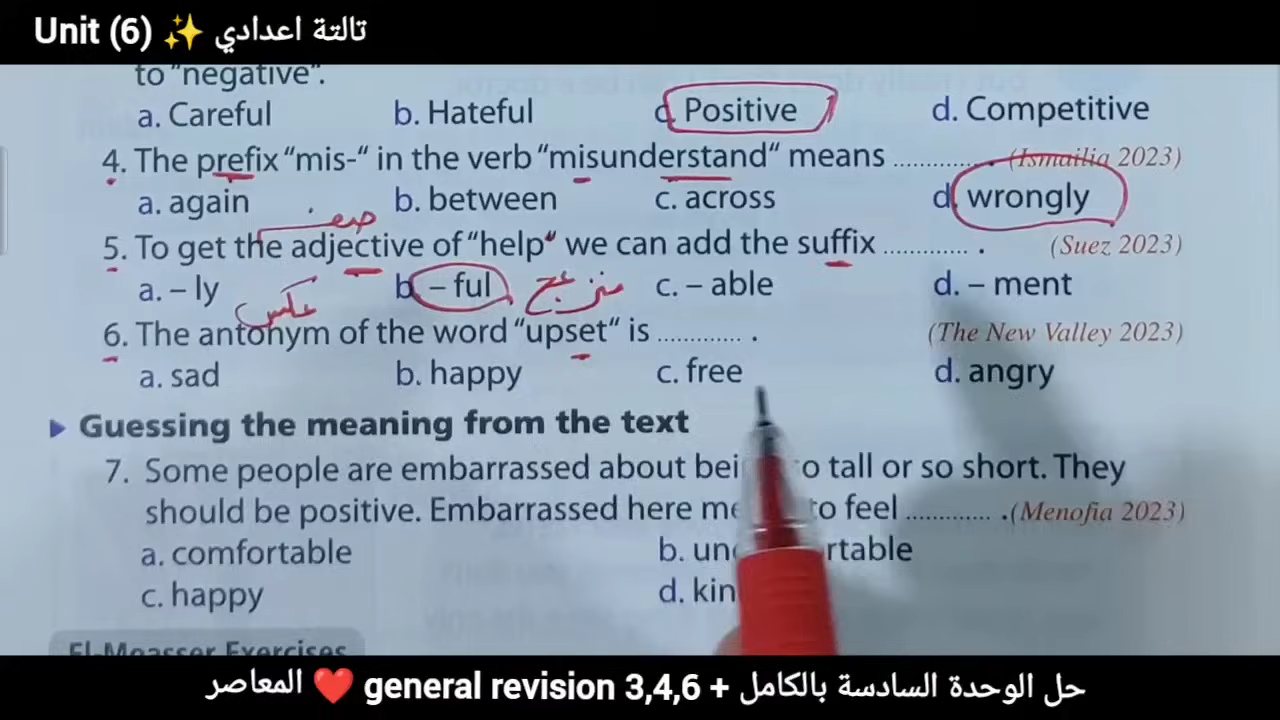 Unit (6) ✨ تالتة اعدادي
to "negative".
a. Careful b. Hateful c. Positive d. Competitive
4. The prefix "mis-" in the verb "misunderstand" means .............. . (Ismailia 2023)
a. again b. between c. across d. wrongly
5. To get the adjective of "help" we can add the suffix .............. . (Suez 2023)
a. – ly b. – ful c. – able d. – ment
عكس
6. The antonym of the word "upset" is .............. . (The New Valley 2023)
a. sad b. happy c. free d. angry
▶ Guessing the meaning from the text
7. Some people are embarrassed about bei o tall or so short. They
should be positive. Embarrassed here me to feel .............. .(Menofia 2023)
a. comfortable b. un rtable
c. happy d. kin
El-Moasser Exercises
حل الوحدة السادسة بالكامل + general revision 3,4,6 ❤️ المعاصر